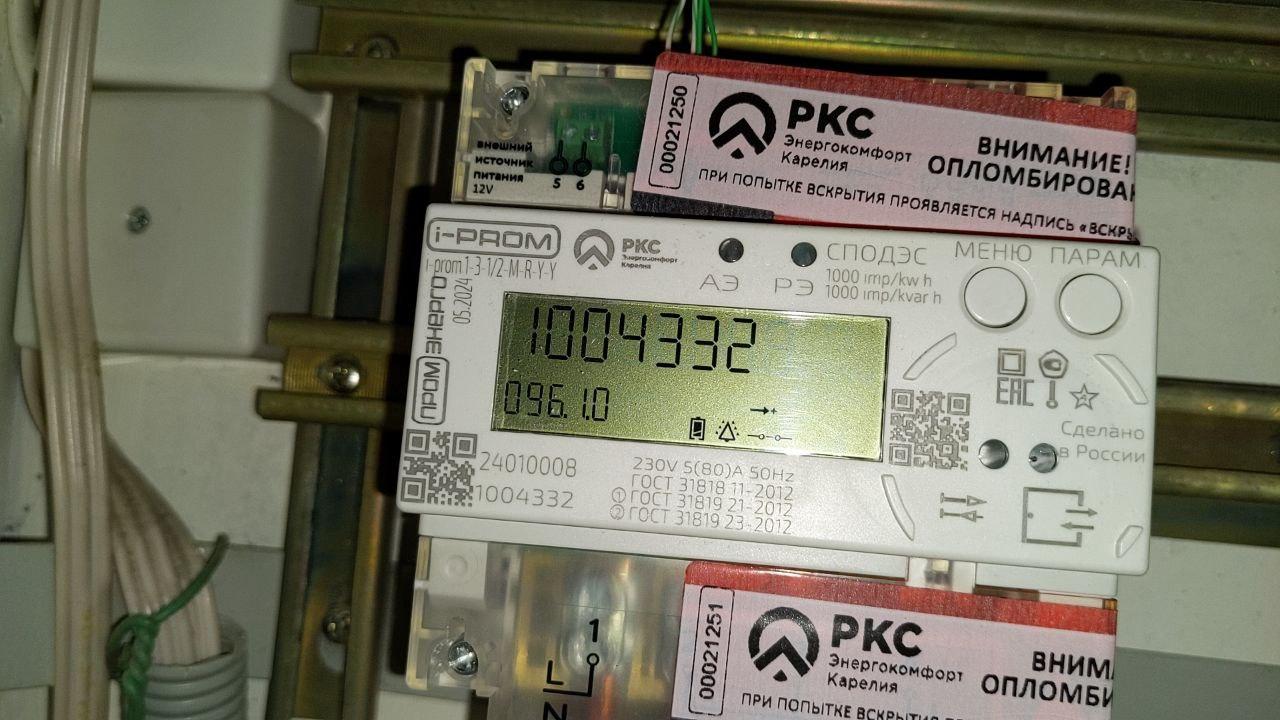 00021250
РКС
Энергокомфорт
Карелия
ВНИМАНИЕ!
ОПЛОМБИРОВАН
ПРИ ПОПЫТКЕ ВСКРЫТИЯ ПРОЯВЛЯЕТСЯ НАДПИСЬ «ВСКРЫ
внешний
источник
питания
12V
5 6
i-PROM
РКС
Энергокомфорт
Карелия
АЭ
РЭ
СПОДЭС
1000 imp/kw h
1000 imp/kvar h
МЕНЮ
ПАРАМ
i-prom.1-3-1/2-M-R-Y-Y
05.2024
ПРОМЭНЕРГО
1004332
096.1.0
EAC
Сделано
в России
24010008
1004332
230V 5(80)A 50Hz
ГОСТ 31818 11-2012
1 ГОСТ 31819 21-2012
2 ГОСТ 31819 23-2012
1
L
N
00021251
РКС
Энергокомфорт
Карелия
ВНИМ
ОПЛОМБИ
ПРИ ПОПЫТКЕ ВСКРЫТИЯ ПРОЯВЛЯЕТСЯ